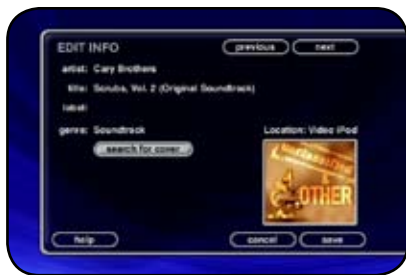 EDIT INFO
previous
next
artist: Cary Brothers
title: Scrubs, Vol. 2 (Original Soundtrack)
label:
genre: Soundtrack
Location: Video iPod
search for cover
OTHER
help
cancel
save